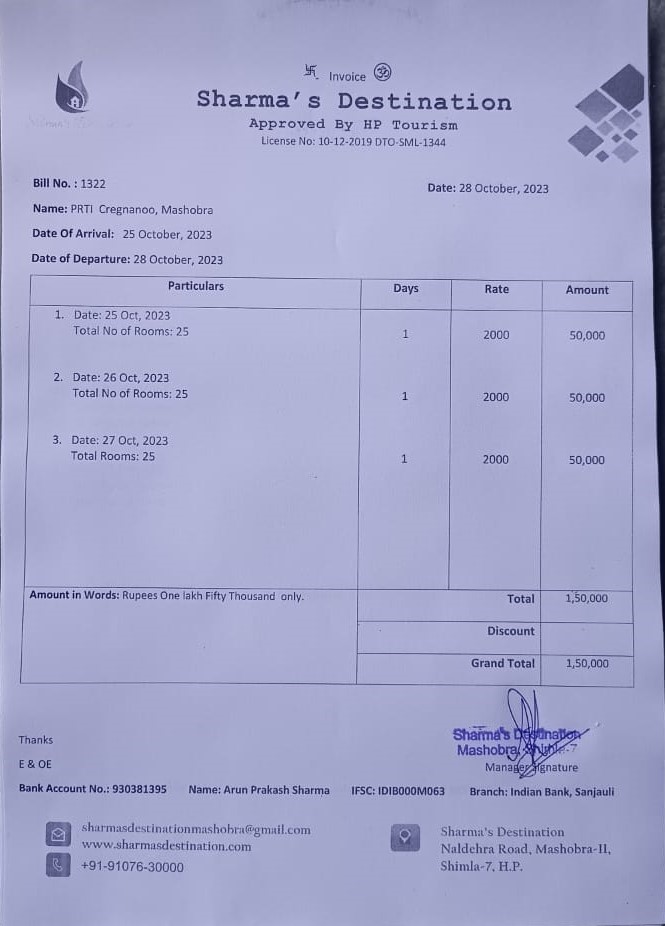 卐 Invoice ॐ
Sharma's Destination
Approved By HP Tourism
License No: 10-12-2019 DTO-SML-1344
Bill No. : 1322
Date: 28 October, 2023
Name: PRTI Cregnanoo, Mashobra
Date Of Arrival: 25 October, 2023
Date of Departure: 28 October, 2023
Particulars Days Rate Amount
1. Date: 25 Oct, 2023
Total No of Rooms: 25 1 2000 50,000
2. Date: 26 Oct, 2023
Total No of Rooms: 25 1 2000 50,000
3. Date: 27 Oct, 2023
Total Rooms: 25 1 2000 50,000
Amount in Words: Rupees One lakh Fifty Thousand only. Total 1,50,000
Discount
Grand Total 1,50,000
Sharma's Destination
Mashobra, Shimla-7
Thanks
Manager Signature
E & OE
Bank Account No.: 930381395 Name: Arun Prakash Sharma IFSC: IDIB000M063 Branch: Indian Bank, Sanjauli
sharmasdestinationmashobra@gmail.com
www.sharmasdestination.com
+91-91076-30000
Sharma's Destination
Naldehra Road, Mashobra-II,
Shimla-7, H.P.